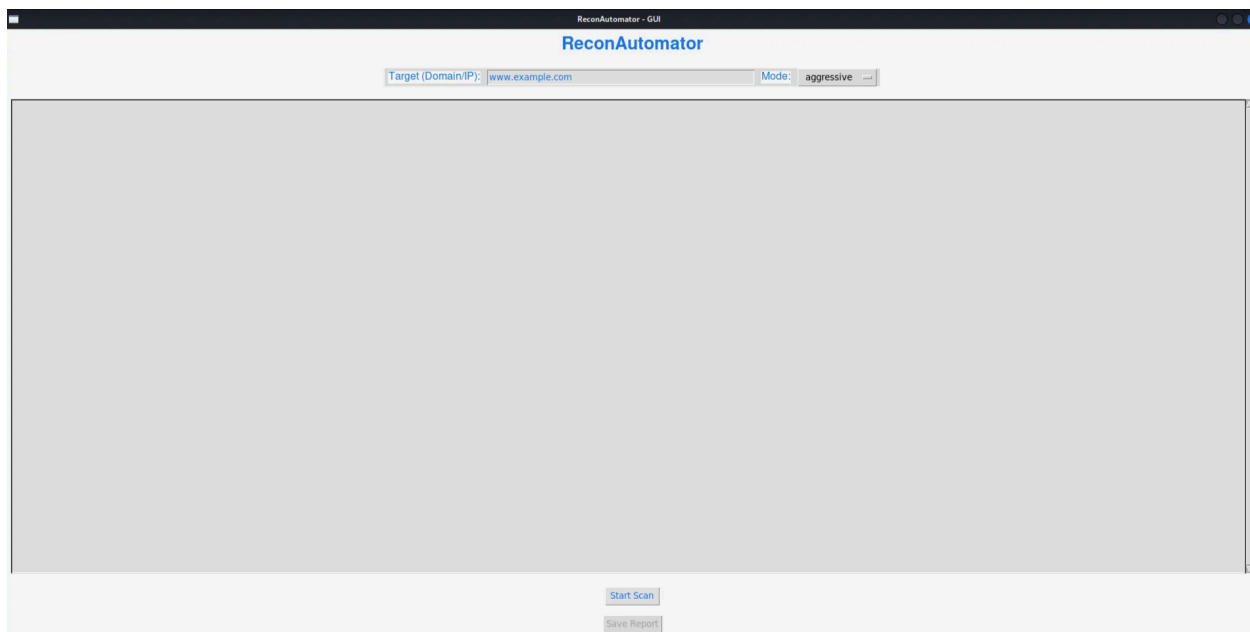 ReconAutomator - GUI
ReconAutomator
Target (Domain/IP): www.example.com Mode: aggressive
Start Scan
Save Report